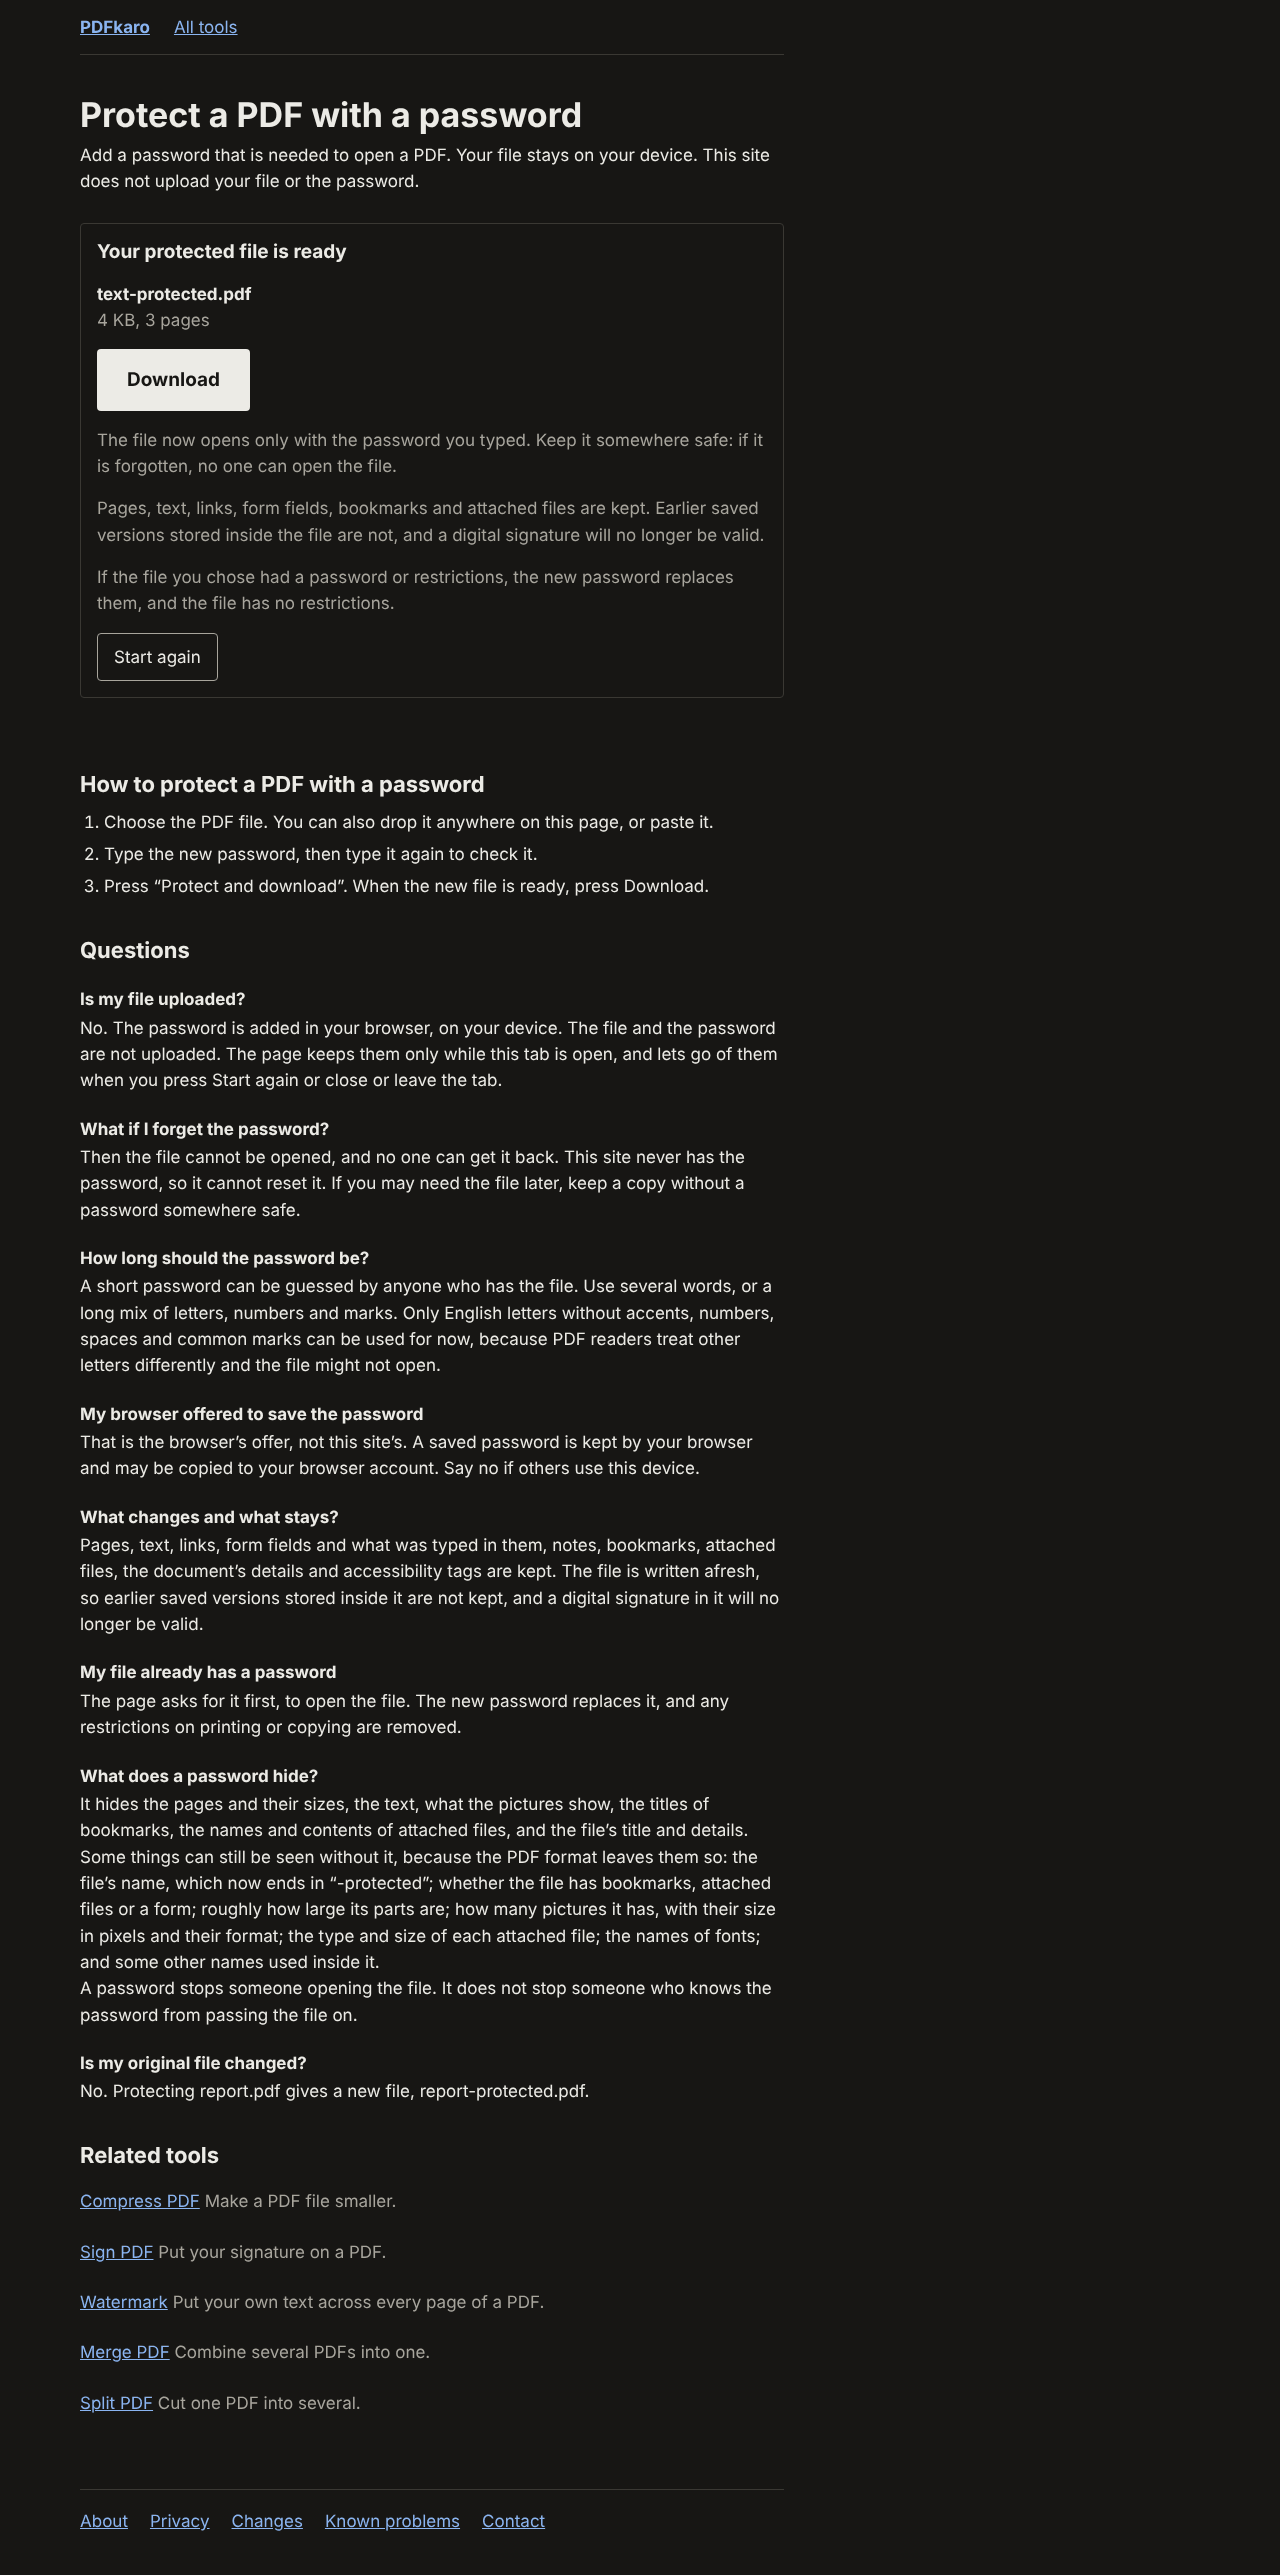 PDFkaro All tools
Protect a PDF with a password
Add a password that is needed to open a PDF. Your file stays on your device. This site
does not upload your file or the password.
Your protected file is ready
text-protected.pdf
4 KB, 3 pages
Download
The file now opens only with the password you typed. Keep it somewhere safe: if it
is forgotten, no one can open the file.
Pages, text, links, form fields, bookmarks and attached files are kept. Earlier saved
versions stored inside the file are not, and a digital signature will no longer be valid.
If the file you chose had a password or restrictions, the new password replaces
them, and the file has no restrictions.
Start again
How to protect a PDF with a password
1. Choose the PDF file. You can also drop it anywhere on this page, or paste it.
2. Type the new password, then type it again to check it.
3. Press “Protect and download”. When the new file is ready, press Download.
Questions
Is my file uploaded?
No. The password is added in your browser, on your device. The file and the password
are not uploaded. The page keeps them only while this tab is open, and lets go of them
when you press Start again or close or leave the tab.
What if I forget the password?
Then the file cannot be opened, and no one can get it back. This site never has the
password, so it cannot reset it. If you may need the file later, keep a copy without a
password somewhere safe.
How long should the password be?
A short password can be guessed by anyone who has the file. Use several words, or a
long mix of letters, numbers and marks. Only English letters without accents, numbers,
spaces and common marks can be used for now, because PDF readers treat other
letters differently and the file might not open.
My browser offered to save the password
That is the browser’s offer, not this site’s. A saved password is kept by your browser
and may be copied to your browser account. Say no if others use this device.
What changes and what stays?
Pages, text, links, form fields and what was typed in them, notes, bookmarks, attached
files, the document’s details and accessibility tags are kept. The file is written afresh,
so earlier saved versions stored inside it are not kept, and a digital signature in it will no
longer be valid.
My file already has a password
The page asks for it first, to open the file. The new password replaces it, and any
restrictions on printing or copying are removed.
What does a password hide?
It hides the pages and their sizes, the text, what the pictures show, the titles of
bookmarks, the names and contents of attached files, and the file’s title and details.
Some things can still be seen without it, because the PDF format leaves them so: the
file’s name, which now ends in “-protected”; whether the file has bookmarks, attached
files or a form; roughly how large its parts are; how many pictures it has, with their size
in pixels and their format; the type and size of each attached file; the names of fonts;
and some other names used inside it.
A password stops someone opening the file. It does not stop someone who knows the
password from passing the file on.
Is my original file changed?
No. Protecting report.pdf gives a new file, report-protected.pdf.
Related tools
Compress PDF Make a PDF file smaller.
Sign PDF Put your signature on a PDF.
Watermark Put your own text across every page of a PDF.
Merge PDF Combine several PDFs into one.
Split PDF Cut one PDF into several.
About Privacy Changes Known problems Contact